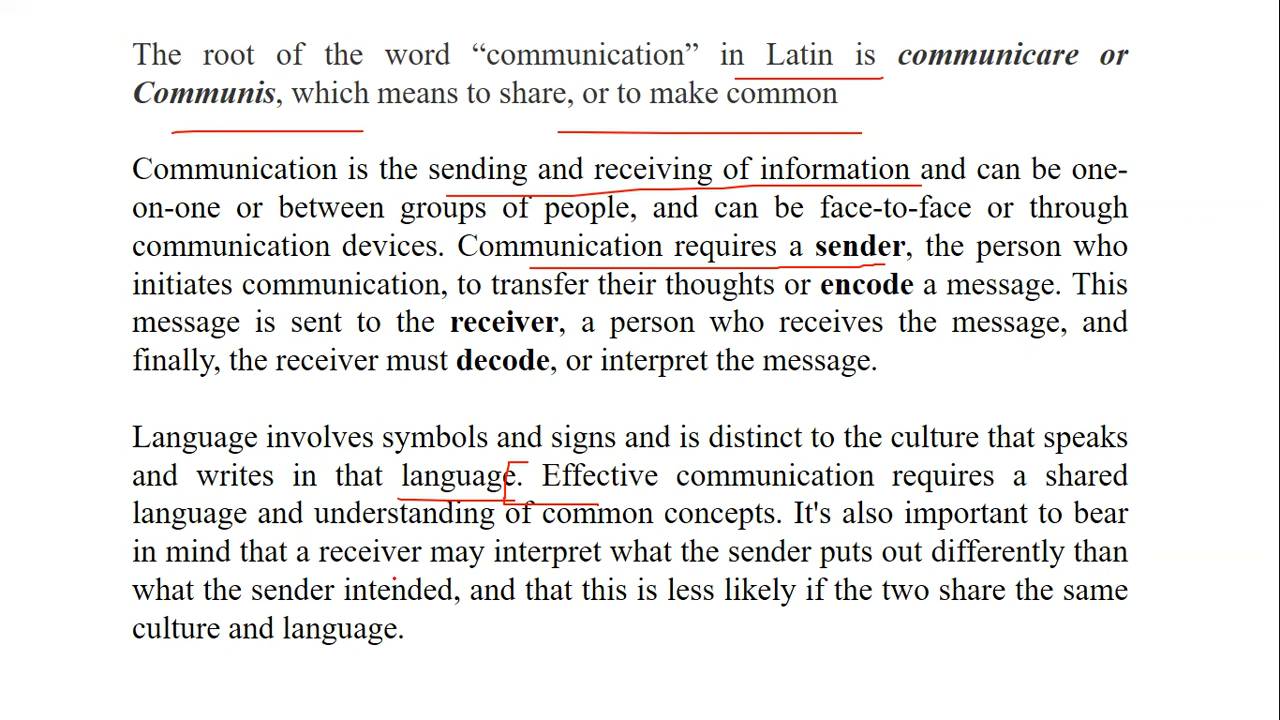 The root of the word “communication” in Latin is communicare or
Communis, which means to share, or to make common
Communication is the sending and receiving of information and can be one-
on-one or between groups of people, and can be face-to-face or through
communication devices. Communication requires a sender, the person who
initiates communication, to transfer their thoughts or encode a message. This
message is sent to the receiver, a person who receives the message, and
finally, the receiver must decode, or interpret the message.
Language involves symbols and signs and is distinct to the culture that speaks
and writes in that language. Effective communication requires a shared
language and understanding of common concepts. It's also important to bear
in mind that a receiver may interpret what the sender puts out differently than
what the sender intended, and that this is less likely if the two share the same
culture and language.